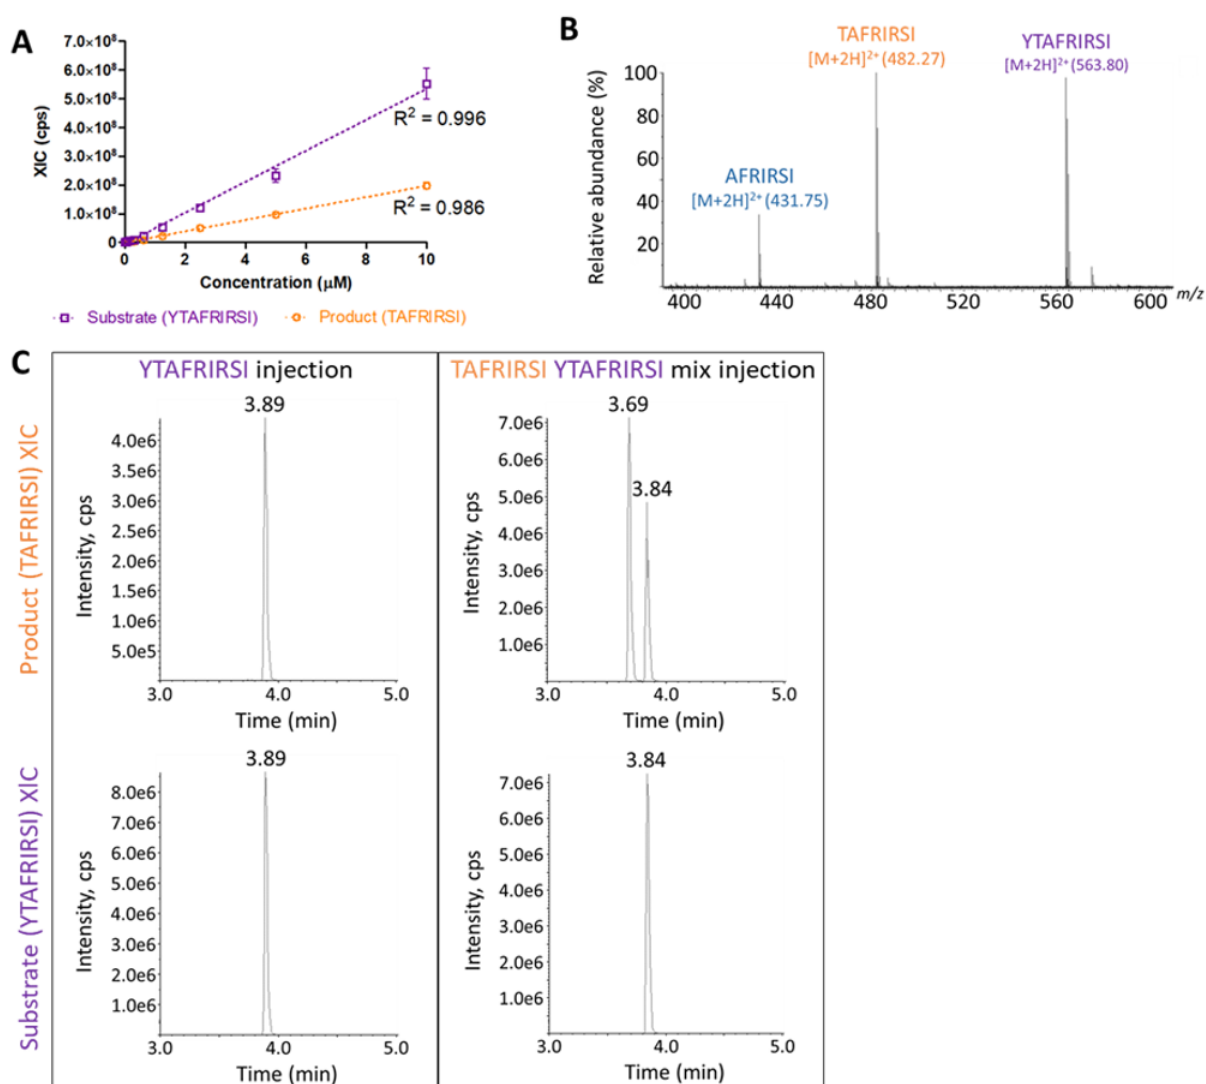 A
7.0×10⁸
6.0×10⁸
5.0×10⁸
4.0×10⁸
3.0×10⁸
2.0×10⁸
1.0×10⁸
0
XIC (cps)
R² = 0.996
R² = 0.986
0 2 4 6 8 10
Concentration (µM)
Substrate (YTAFRIRSI) Product (TAFRIRSI)
B
TAFRIRSI
[M+2H]²⁺(482.27)
YTAFRIRSI
[M+2H]²⁺(563.80)
AFRIRSI
[M+2H]²⁺(431.75)
Relative abundance (%)
100
80
60
40
20
400 440 480 520 560 600 m/z
C
YTAFRIRSI injection
TAFRIRSI YTAFRIRSI mix injection
Product (TAFRIRSI) XIC
3.89
4.0e6
3.5e6
3.0e6
2.5e6
2.0e6
1.5e6
1.0e6
5.0e5
Intensity, cps
3.0 4.0 5.0
Time (min)
3.69
3.84
7.0e6
6.0e6
5.0e6
4.0e6
3.0e6
2.0e6
1.0e6
Intensity, cps
3.0 4.0 5.0
Time (min)
Substrate (YTAFRIRSI) XIC
3.89
8.0e6
7.0e6
6.0e6
5.0e6
4.0e6
3.0e6
2.0e6
1.0e6
Intensity, cps
3.0 4.0 5.0
Time (min)
3.84
7.0e6
6.0e6
5.0e6
4.0e6
3.0e6
2.0e6
1.0e6
Intensity, cps
3.0 4.0 5.0
Time (min)